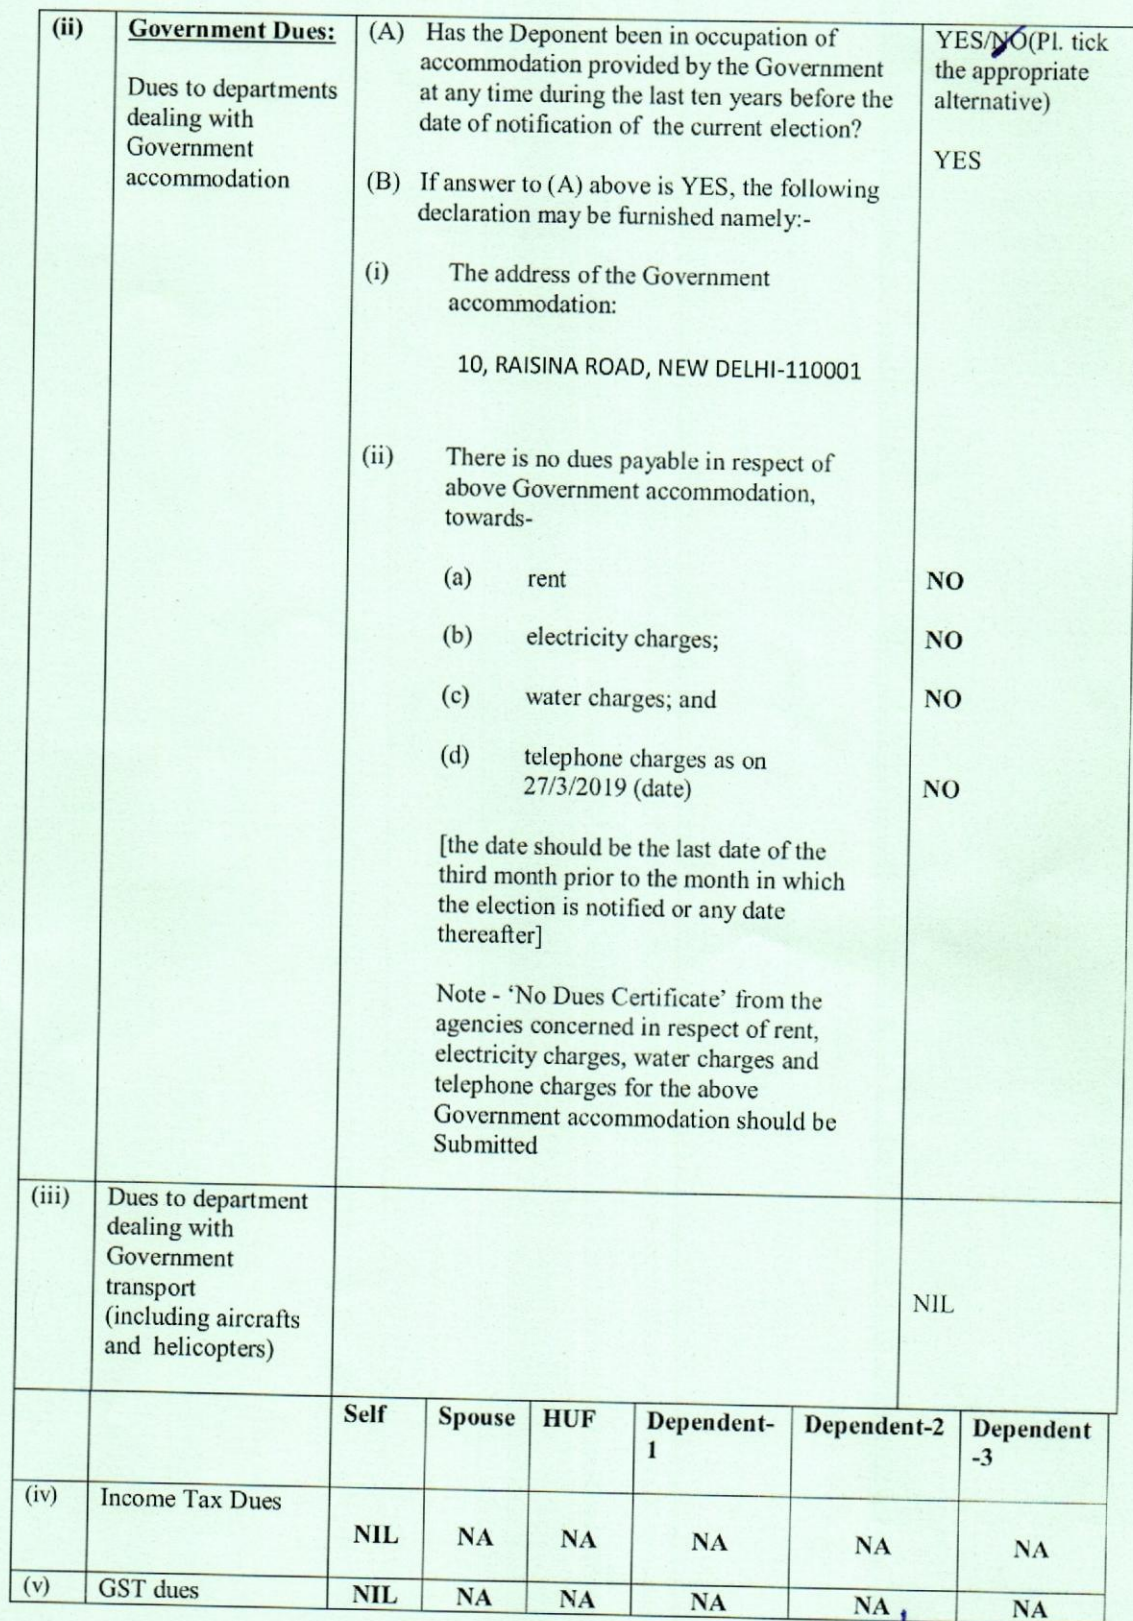 (ii)
Government Dues:
Dues to departments
dealing with
Government
accommodation
(A) Has the Deponent been in occupation of
accommodation provided by the Government
at any time during the last ten years before the
date of notification of the current election?
YES/NO(Pl. tick
the appropriate
alternative)
YES
(B) If answer to (A) above is YES, the following
declaration may be furnished namely:-
(i) The address of the Government
accommodation:
10, RAISINA ROAD, NEW DELHI-110001
(ii) There is no dues payable in respect of
above Government accommodation,
towards-
(a) rent NO
(b) electricity charges; NO
(c) water charges; and NO
(d) telephone charges as on
27/3/2019 (date) NO
[the date should be the last date of the
third month prior to the month in which
the election is notified or any date
thereafter]
Note - ‘No Dues Certificate’ from the
agencies concerned in respect of rent,
electricity charges, water charges and
telephone charges for the above
Government accommodation should be
Submitted
(iii)
Dues to department
dealing with
Government
transport
(including aircrafts
and helicopters)
NIL
Self Spouse HUF Dependent-1 Dependent-2 Dependent-3
(iv) Income Tax Dues
NIL NA NA NA NA NA
(v) GST dues NIL NA NA NA NA NA